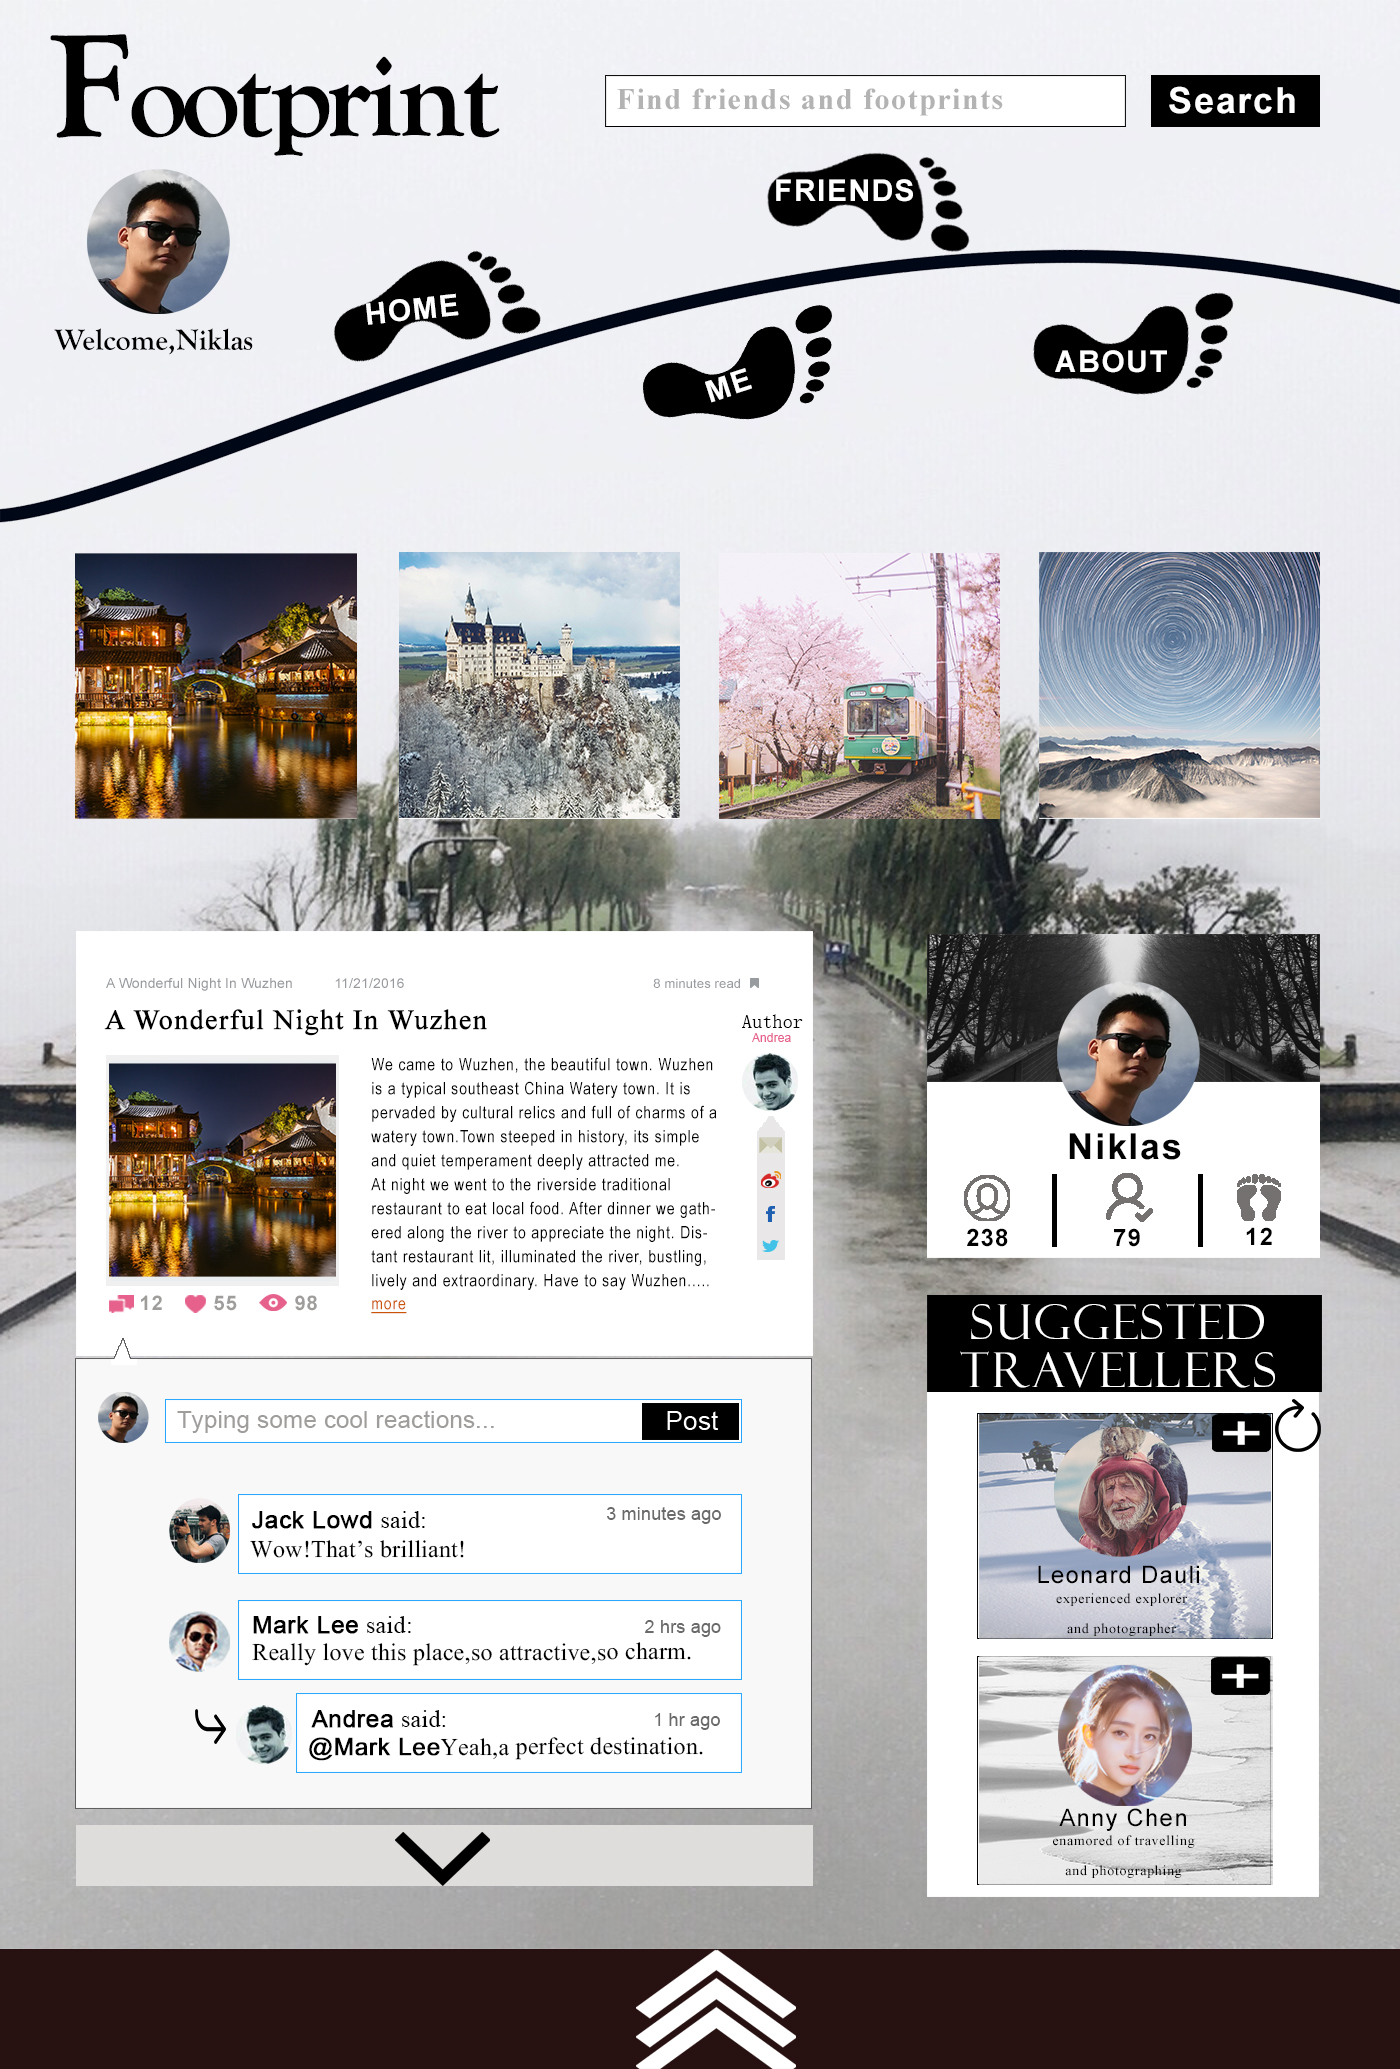 Footprint
Find friends and footprints
Search
Welcome,Niklas
HOME
FRIENDS
ME
ABOUT
A Wonderful Night In Wuzhen 11/21/2016 8 minutes read
A Wonderful Night In Wuzhen
Author
Andrea
We came to Wuzhen, the beautiful town. Wuzhen
is a typical southeast China Watery town. It is
pervaded by cultural relics and full of charms of a
watery town.Town steeped in history, its simple
and quiet temperament deeply attracted me.
At night we went to the riverside traditional
restaurant to eat local food. After dinner we gath-
ered along the river to appreciate the night. Dis-
tant restaurant lit, illuminated the river, bustling,
lively and extraordinary. Have to say Wuzhen.....
more
12 55 98
Typing some cool reactions...
Post
Jack Lowd said:
3 minutes ago
Wow!That's brilliant!
Mark Lee said:
2 hrs ago
Really love this place,so attractive,so charm.
Andrea said:
1 hr ago
@Mark LeeYeah,a perfect destination.
Niklas
238 79 12
SUGGESTED
TRAVELLERS
Leonard Dauli
experienced explorer
and photographer
Anny Chen
enamored of travelling
and photographing